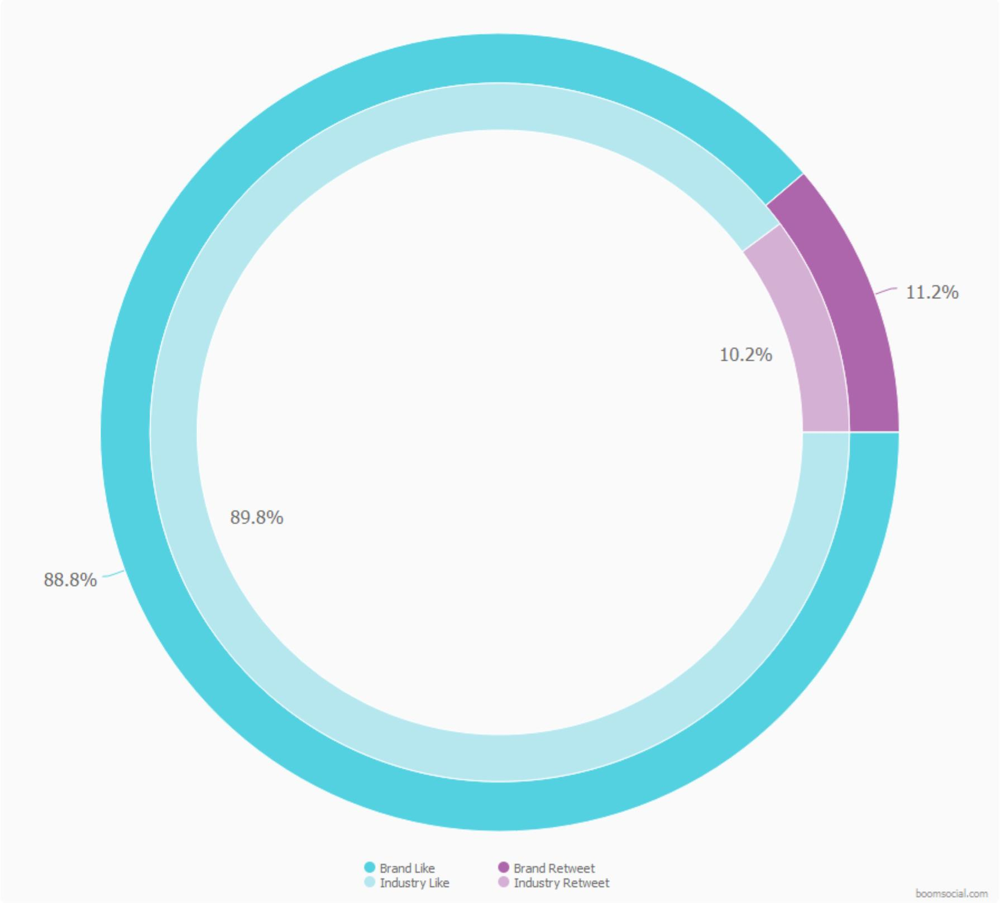 11.2%
10.2%
89.8%
88.8%
Brand Like
Brand Retweet
Industry Like
Industry Retweet
boomsocial.com